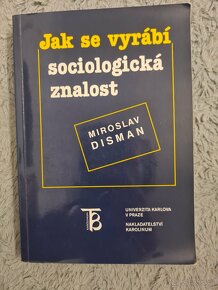 Jak se vyrábí
sociologická
znalost
MIROSLAV
DISMAN
UNIVERZITA KARLOVA
V PRAZE
NAKLADATELSTVÍ
KAROLINUM